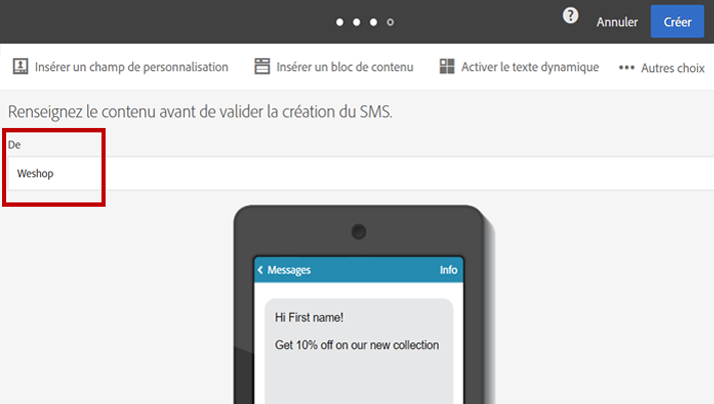 ? Annuler Créer
Insérer un champ de personnalisation Insérer un bloc de contenu Activer le texte dynamique ••• Autres choix
Renseignez le contenu avant de valider la création du SMS.
De
Weshop
< Messages Info
Hi First name!
Get 10% off on our new collection